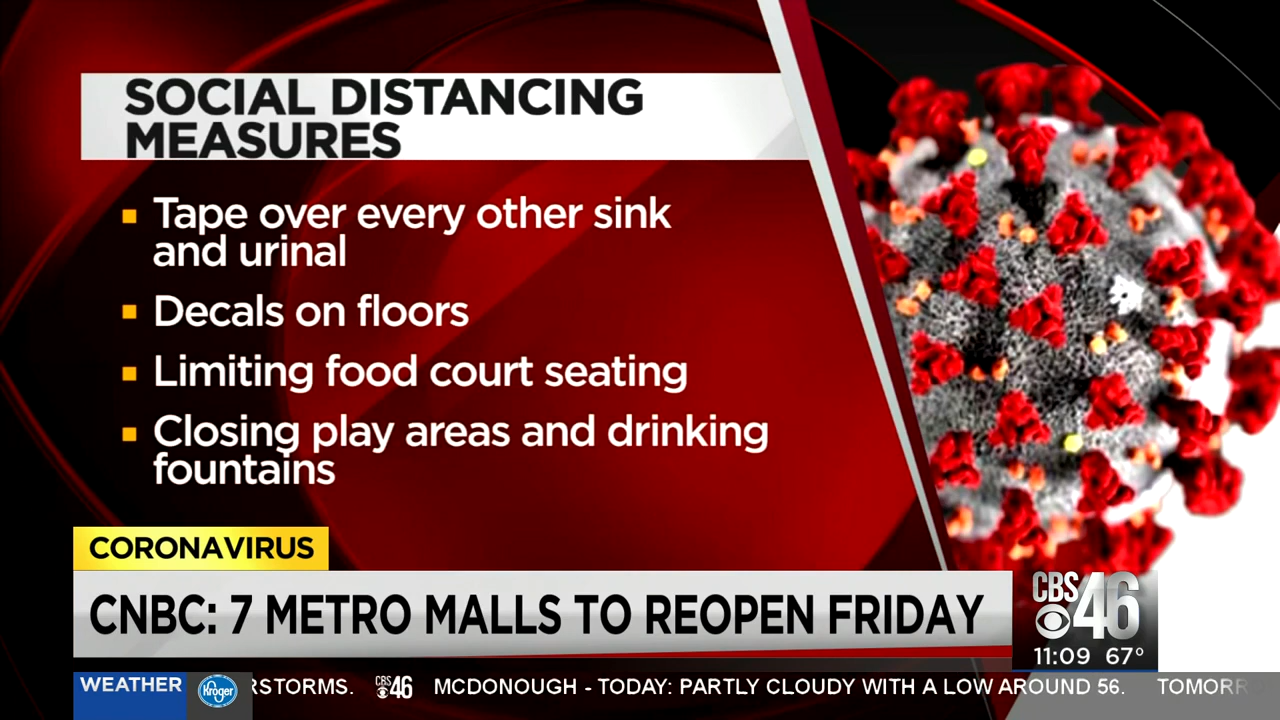 SOCIAL DISTANCING
MEASURES
Tape over every other sink
and urinal
Decals on floors
Limiting food court seating
Closing play areas and drinking
fountains
CORONAVIRUS
CNBC: 7 METRO MALLS TO REOPEN FRIDAY
CBS 46
11:09 67°
WEATHER Kroger RSTORMS. CBS 46 MCDONOUGH - TODAY: PARTLY CLOUDY WITH A LOW AROUND 56. TOMORR